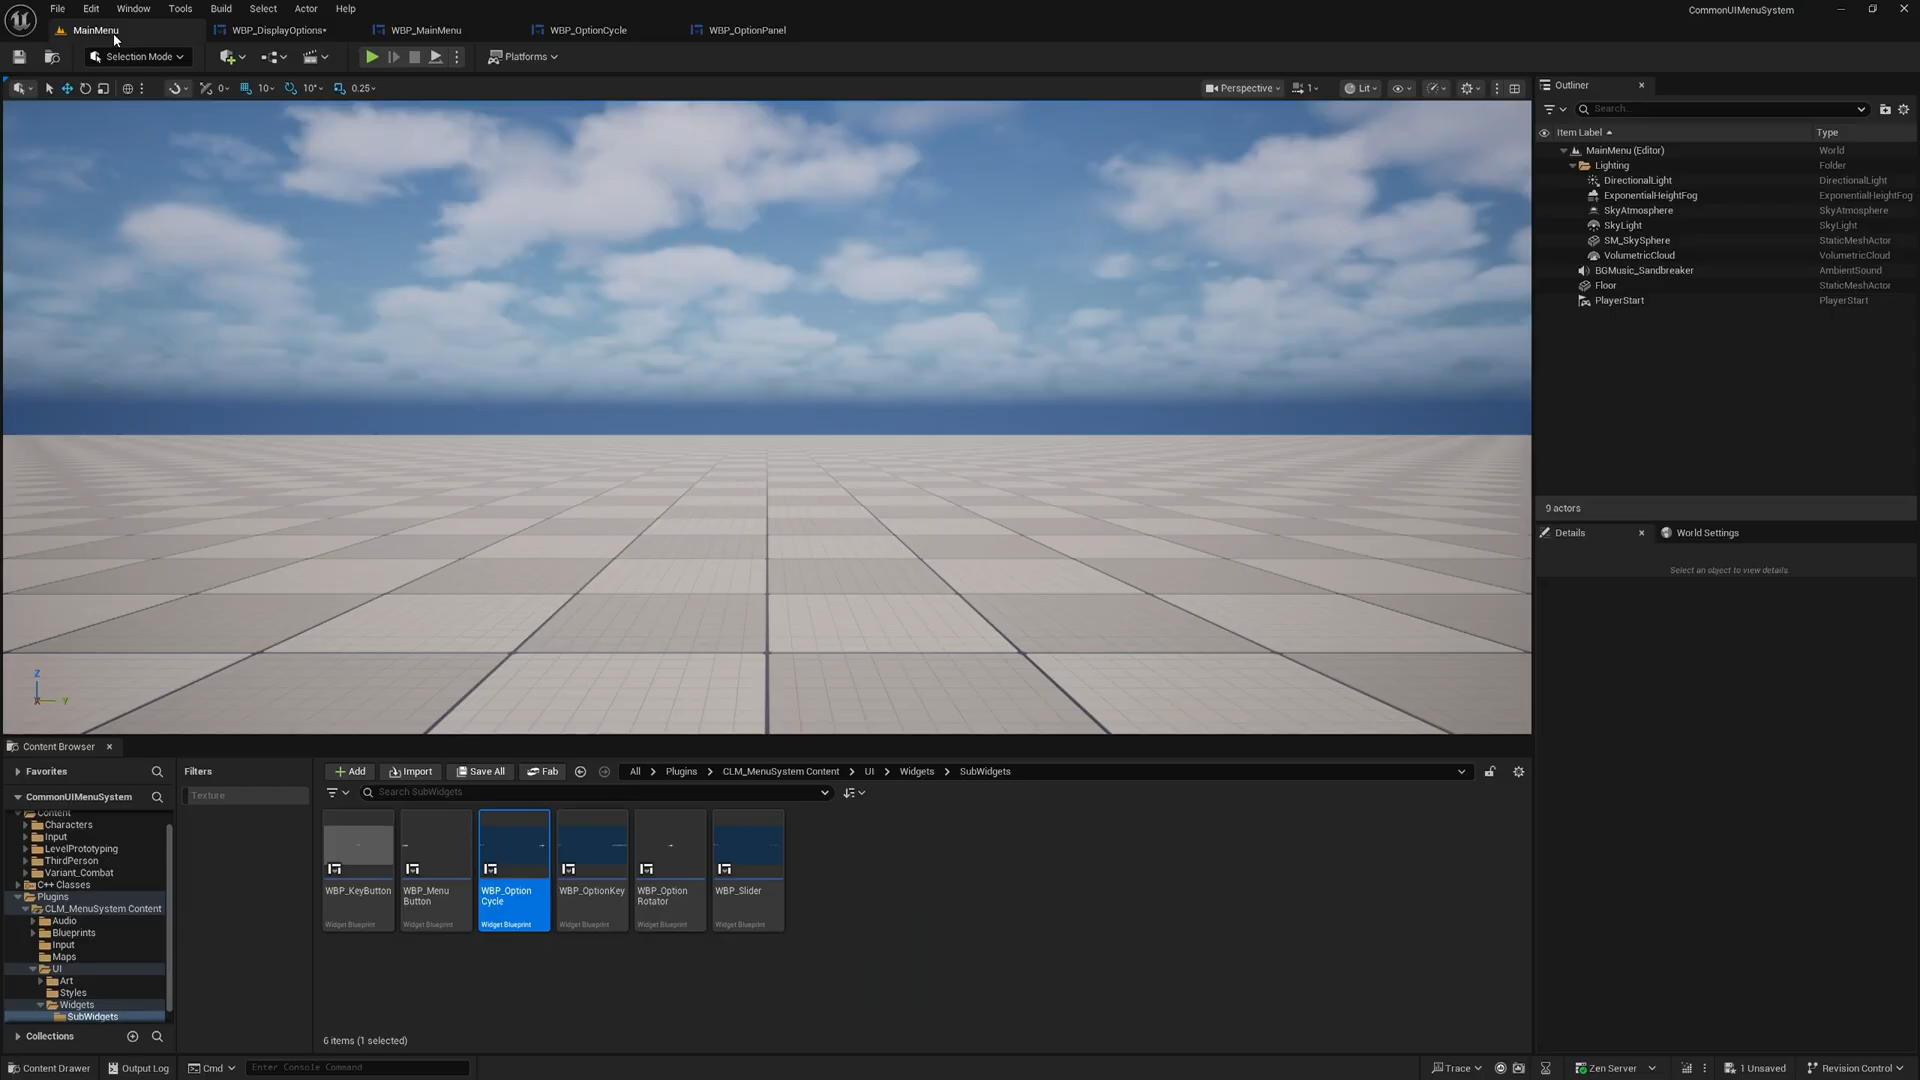 File Edit Window Tools Build Select Actor Help
CommonUIMenuSystem
MainMenu
WBP_DisplayOptions•
WBP_MainMenu
WBP_OptionCycle
WBP_OptionPanel
Selection Mode
Platforms
0
10
10°
0.25
Perspective
1
Lit
Outliner
Search...
Item Label
Type
MainMenu (Editor) World
Lighting Folder
DirectionalLight DirectionalLight
ExponentialHeightFog ExponentialHeightFog
SkyAtmosphere SkyAtmosphere
SkyLight SkyLight
SM_SkySphere StaticMeshActor
VolumetricCloud VolumetricCloud
BGMusic_Sandbreaker AmbientSound
Floor StaticMeshActor
PlayerStart PlayerStart
9 actors
Details
World Settings
Select an object to view details.
Z
X
Y
Content Browser
Favorites
Filters
Add
Import
Save All
Fab
All
Plugins
CLM_MenuSystem Content
UI
Widgets
SubWidgets
CommonUIMenuSystem
Texture
Search SubWidgets
Content
Characters
Input
LevelPrototyping
ThirdPerson
Variant_Combat
C++ Classes
Plugins
CLM_MenuSystem Content
Audio
Blueprints
Input
Maps
UI
Art
Styles
Widgets
SubWidgets
WBP_KeyButton
Widget Blueprint
WBP_Menu
Button
Widget Blueprint
WBP_Option
Cycle
Widget Blueprint
WBP_OptionKey
Widget Blueprint
WBP_Option
Rotator
Widget Blueprint
WBP_Slider
Widget Blueprint
Collections
6 items (1 selected)
Content Drawer
Output Log
Cmd
Enter Console Command
Trace
Zen Server
1 Unsaved
Revision Control